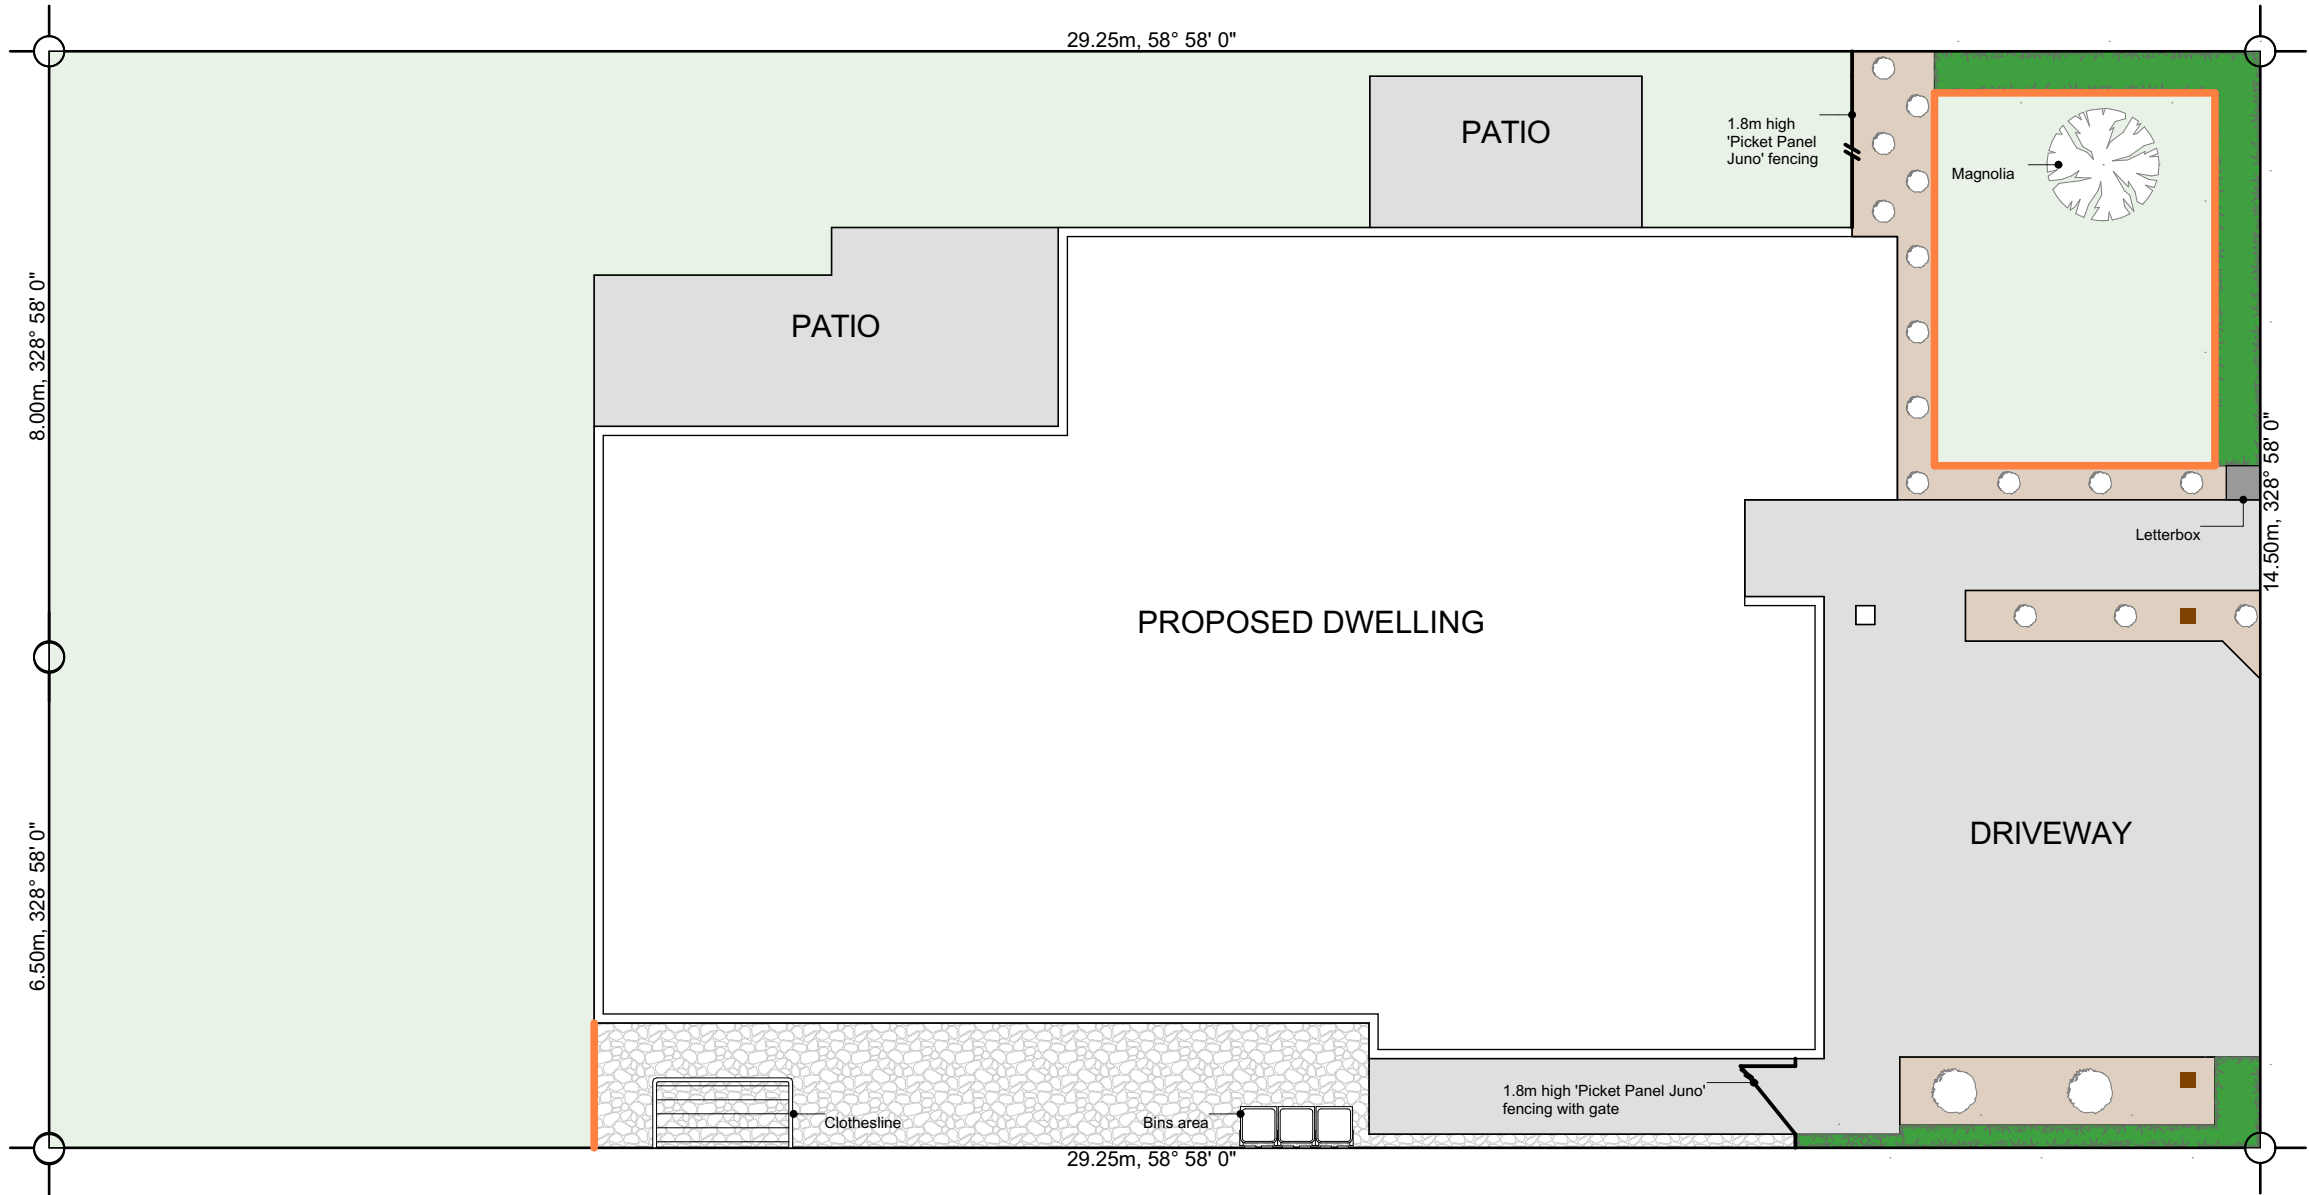 29.25m, 58° 58' 0"
PATIO
1.8m high
'Picket Panel
Juno' fencing
Magnolia
PATIO
8.00m, 328° 58' 0"
14.50m, 328° 58' 0"
Letterbox
PROPOSED DWELLING
DRIVEWAY
6.50m, 328° 58' 0"
1.8m high 'Picket Panel Juno'
fencing with gate
Clothesline
Bins area
29.25m, 58° 58' 0"